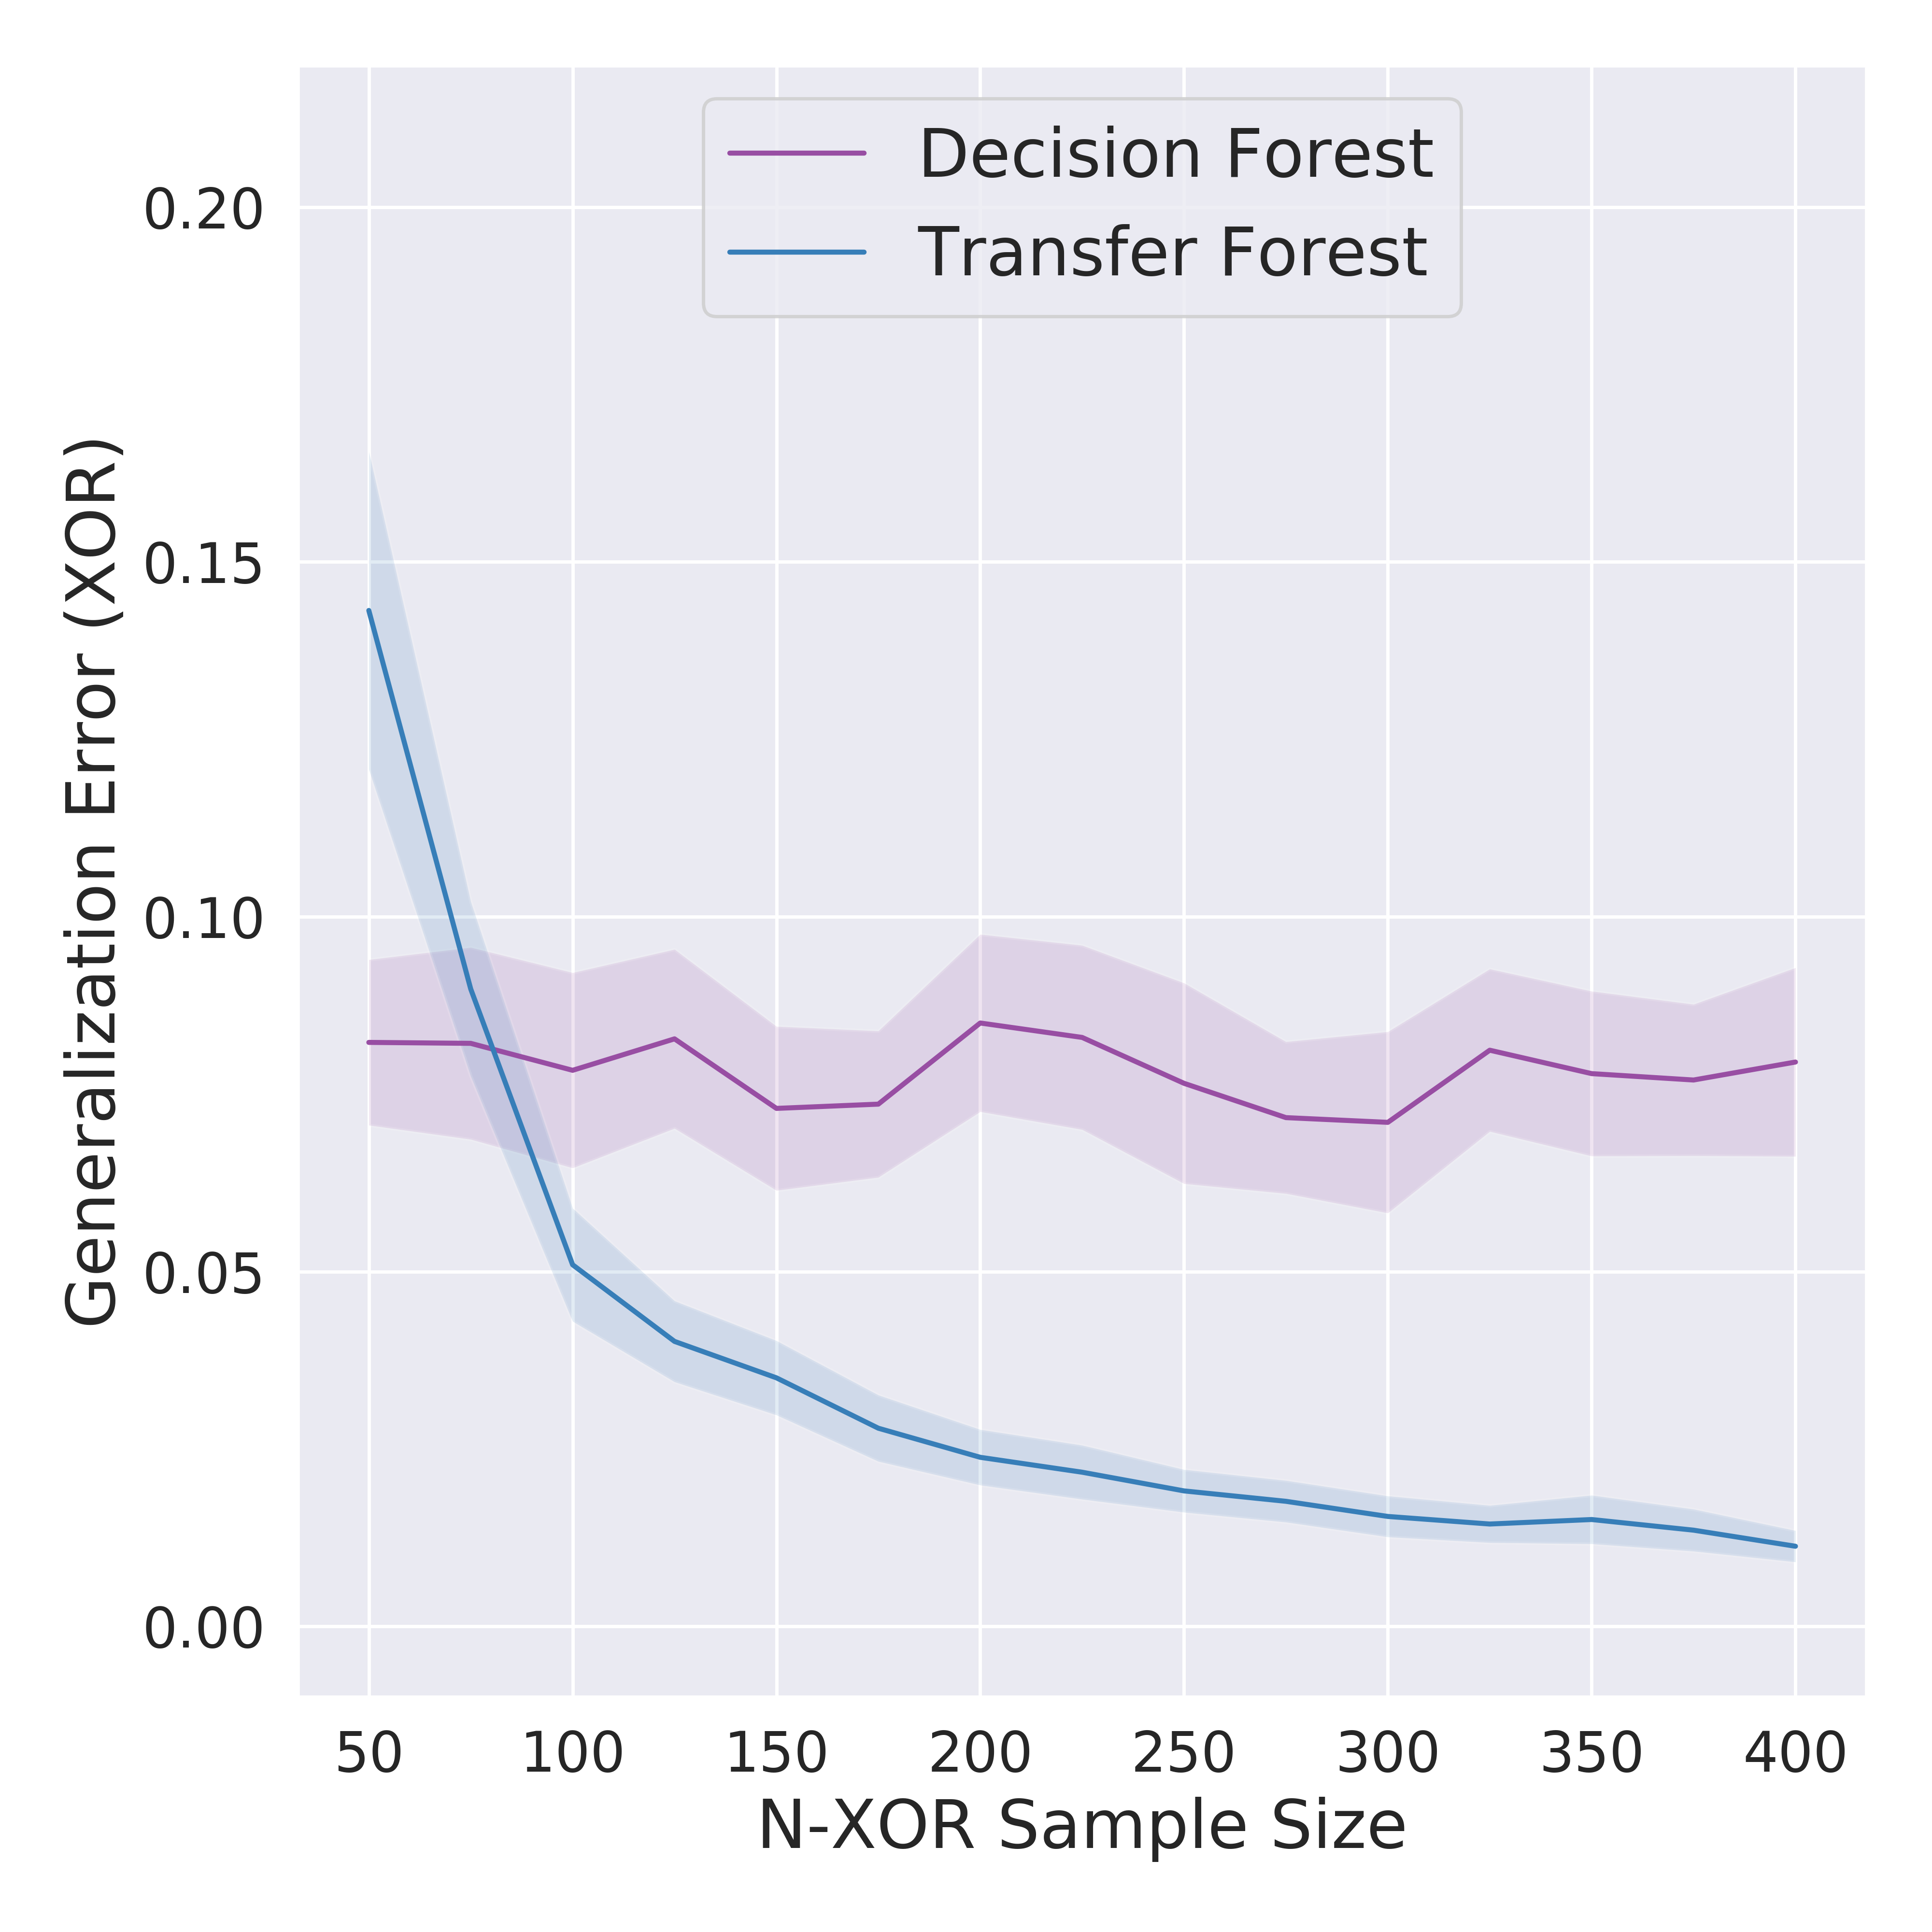 Decision Forest
Transfer Forest
Generalization Error (XOR)
0.20
0.15
0.10
0.05
0.00
50 100 150 200 250 300 350 400
N-XOR Sample Size